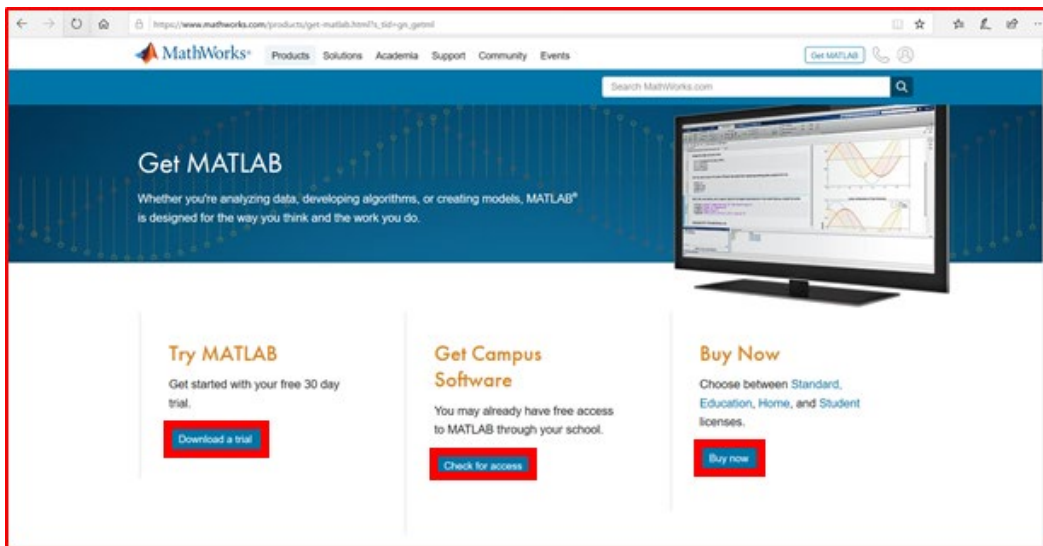 https://www.mathworks.com/products/get-matlab.html?s_tid=gn_getml
MathWorks® Products Solutions Academia Support Community Events Get MATLAB
Search MathWorks.com
Get MATLAB
Whether you're analyzing data, developing algorithms, or creating models, MATLAB®
is designed for the way you think and the work you do.
Try MATLAB
Get started with your free 30 day
trial.
Download a trial
Get Campus
Software
You may already have free access
to MATLAB through your school.
Check for access
Buy Now
Choose between Standard,
Education, Home, and Student
licenses.
Buy now